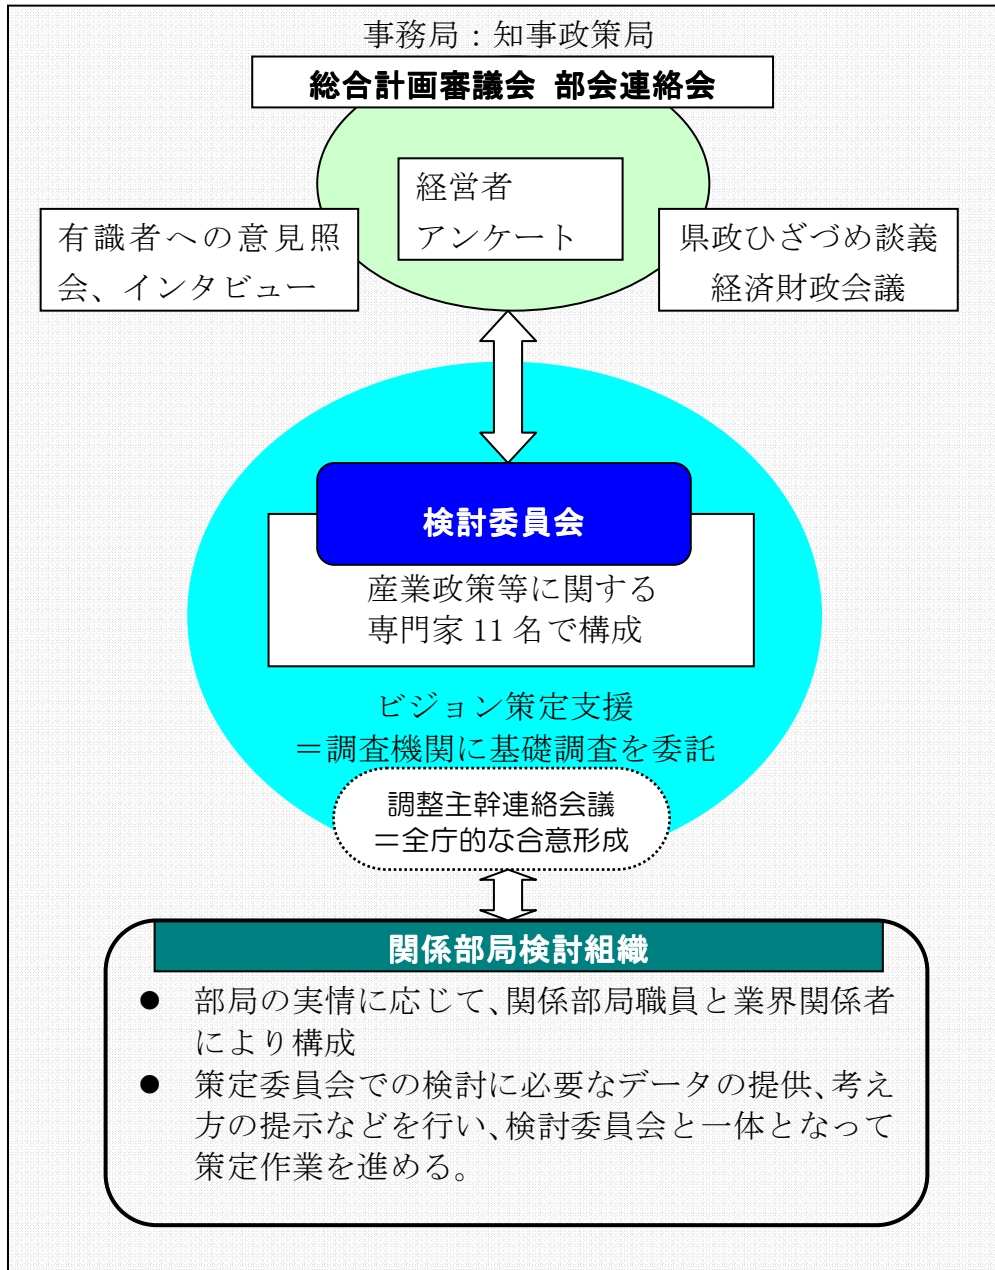 事務局：知事政策局
総合計画審議会 部会連絡会
経営者
アンケート
有識者への意見照
会、インタビュー
県政ひざづめ談義
経済財政会議
検討委員会
産業政策等に関する
専門家 11 名で構成
ビジョン策定支援
＝調査機関に基礎調査を委託
調整主幹連絡会議
＝全庁的な合意形成
関係部局検討組織
● 部局の実情に応じて、関係部局職員と業界関係者
により構成
● 策定委員会での検討に必要なデータの提供、考え
方の提示などを行い、検討委員会と一体となって
策定作業を進める。